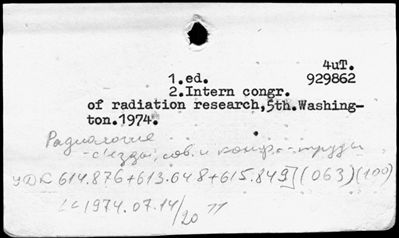 4uT.
1.ed. 929862
2.Intern congr.
of radiation research,5th.Washing-
ton.1974.
Радиология
- съезды, сов. и конф. - труды
УДК 614.876+613.648+615.849](063)(100)
1974.07.14/20